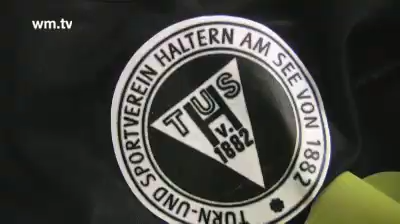 wm.tv
TURN-UND SPORTVEREIN HALTERN AM SEE VON 1882
TUS
H
v.
1882